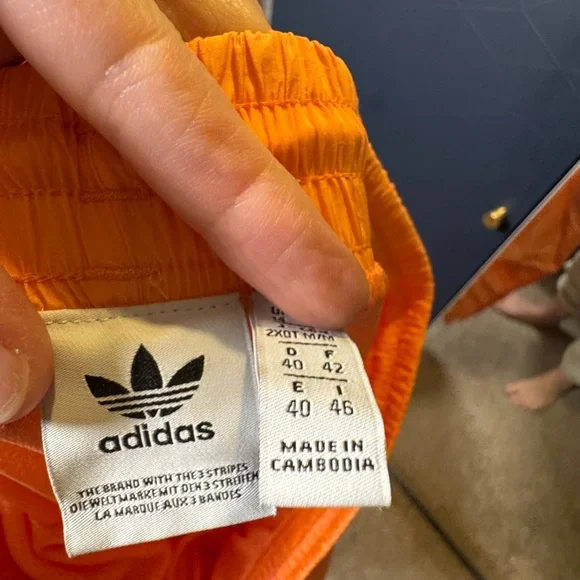 adidas
THE BRAND WITH THE 3 STRIPES
DIE WELTMARKE MIT DEN 3 STREIFEN
LA MARQUE AUX 3 BANDES
2XOT M/M
D F
40 42
E I
40 46
MADE IN
CAMBODIA